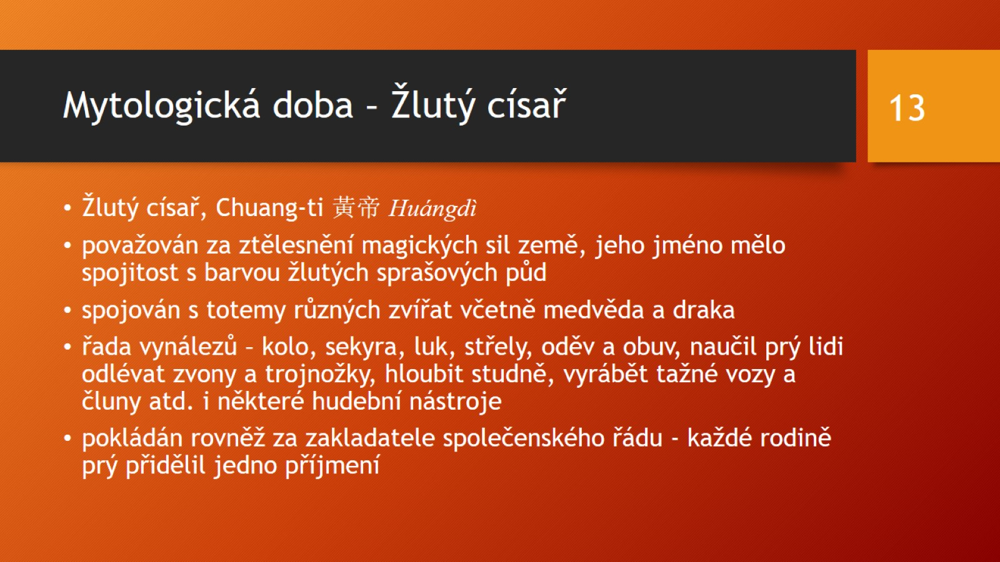 Mytologická doba – Žlutý císař
13
• Žlutý císař, Chuang-ti 黃帝 Huángdì
• považován za ztělesnění magických sil země, jeho jméno mělo
spojitost s barvou žlutých sprašových půd
• spojován s totemy různých zvířat včetně medvěda a draka
• řada vynálezů – kolo, sekyra, luk, střely, oděv a obuv, naučil prý lidi
odlévat zvony a trojnožky, hloubit studně, vyrábět tažné vozy a
čluny atd. i některé hudební nástroje
• pokládán rovněž za zakladatele společenského řádu - každé rodině
prý přidělil jedno příjmení